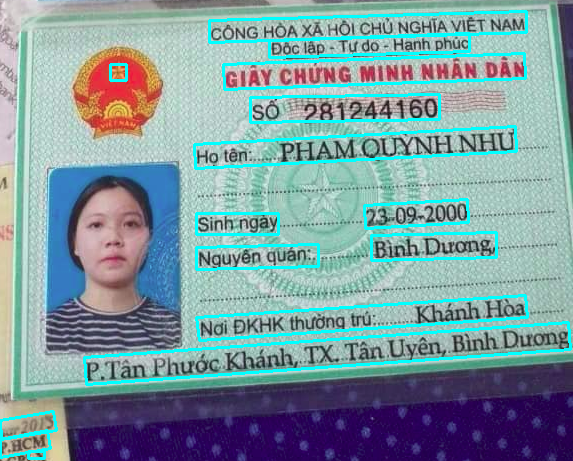 CÔNG HÒA XÃ HỘI CHỦ NGHĨA VIỆT NAM
Độc lập - Tự do - Hạnh phúc
GIẤY CHỨNG MINH NHÂN DÂN
SỐ 281244160
VIỆT NAM
Họ tên: PHẠM QUỲNH NHƯ
Sinh ngày 23-09-2000
Nguyên quán: Bình Dương,
Nơi ĐKHK thường trú: Khánh Hòa
P.Tân Phước Khánh, TX. Tân Uyên, Bình Dương
2015
P.HCM